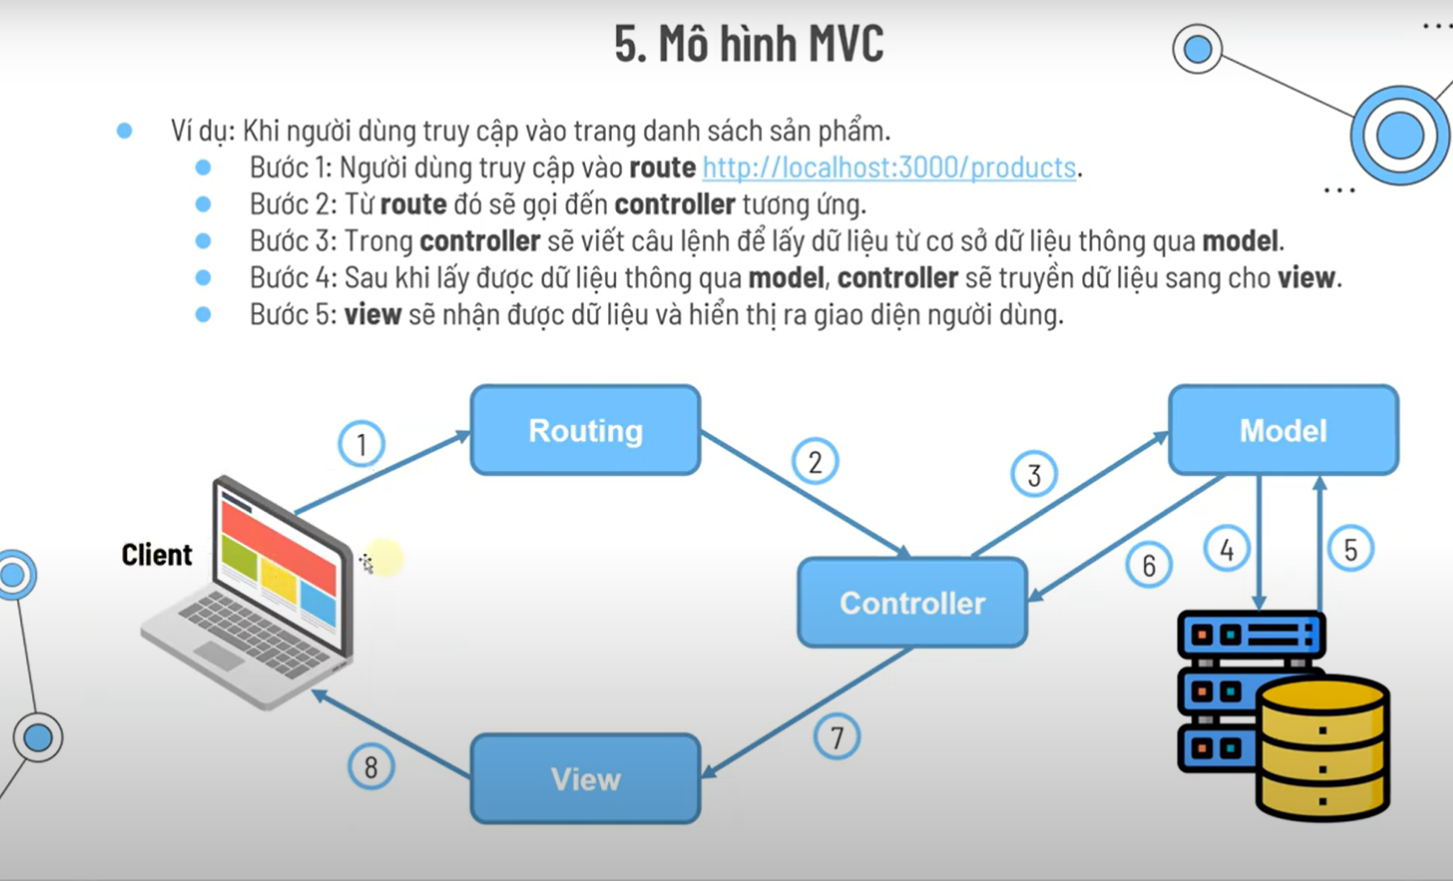 5. Mô hình MVC
Ví dụ: Khi người dùng truy cập vào trang danh sách sản phẩm.
Bước 1: Người dùng truy cập vào route http://localhost:3000/products.
Bước 2: Từ route đó sẽ gọi đến controller tương ứng.
Bước 3: Trong controller sẽ viết câu lệnh để lấy dữ liệu từ cơ sở dữ liệu thông qua model.
Bước 4: Sau khi lấy được dữ liệu thông qua model, controller sẽ truyền dữ liệu sang cho view.
Bước 5: view sẽ nhận được dữ liệu và hiển thị ra giao diện người dùng.
Routing
Model
1
2
3
Client
4
5
6
Controller
7
8
View